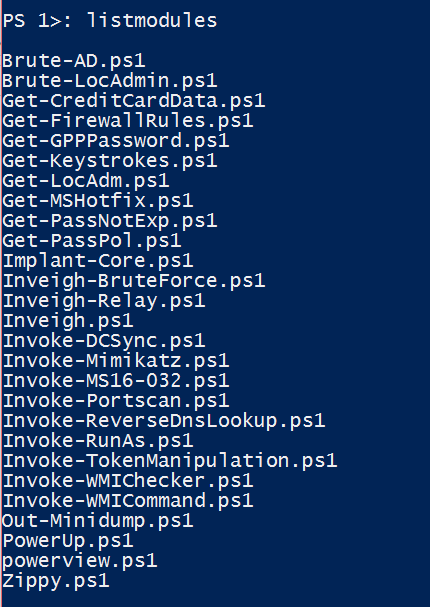 PS 1>: listmodules
Brute-AD.ps1
Brute-LocAdmin.ps1
Get-CreditCardData.ps1
Get-FirewallRules.ps1
Get-GPPPassword.ps1
Get-Keystrokes.ps1
Get-LocAdm.ps1
Get-MSHotfix.ps1
Get-PassNotExp.ps1
Get-PassPol.ps1
Implant-Core.ps1
Inveigh-BruteForce.ps1
Inveigh-Relay.ps1
Inveigh.ps1
Invoke-DCSync.ps1
Invoke-Mimikatz.ps1
Invoke-MS16-032.ps1
Invoke-Portscan.ps1
Invoke-ReverseDnsLookup.ps1
Invoke-RunAs.ps1
Invoke-TokenManipulation.ps1
Invoke-WMIChecker.ps1
Invoke-WMICommand.ps1
Out-Minidump.ps1
PowerUp.ps1
powerview.ps1
Zippy.ps1